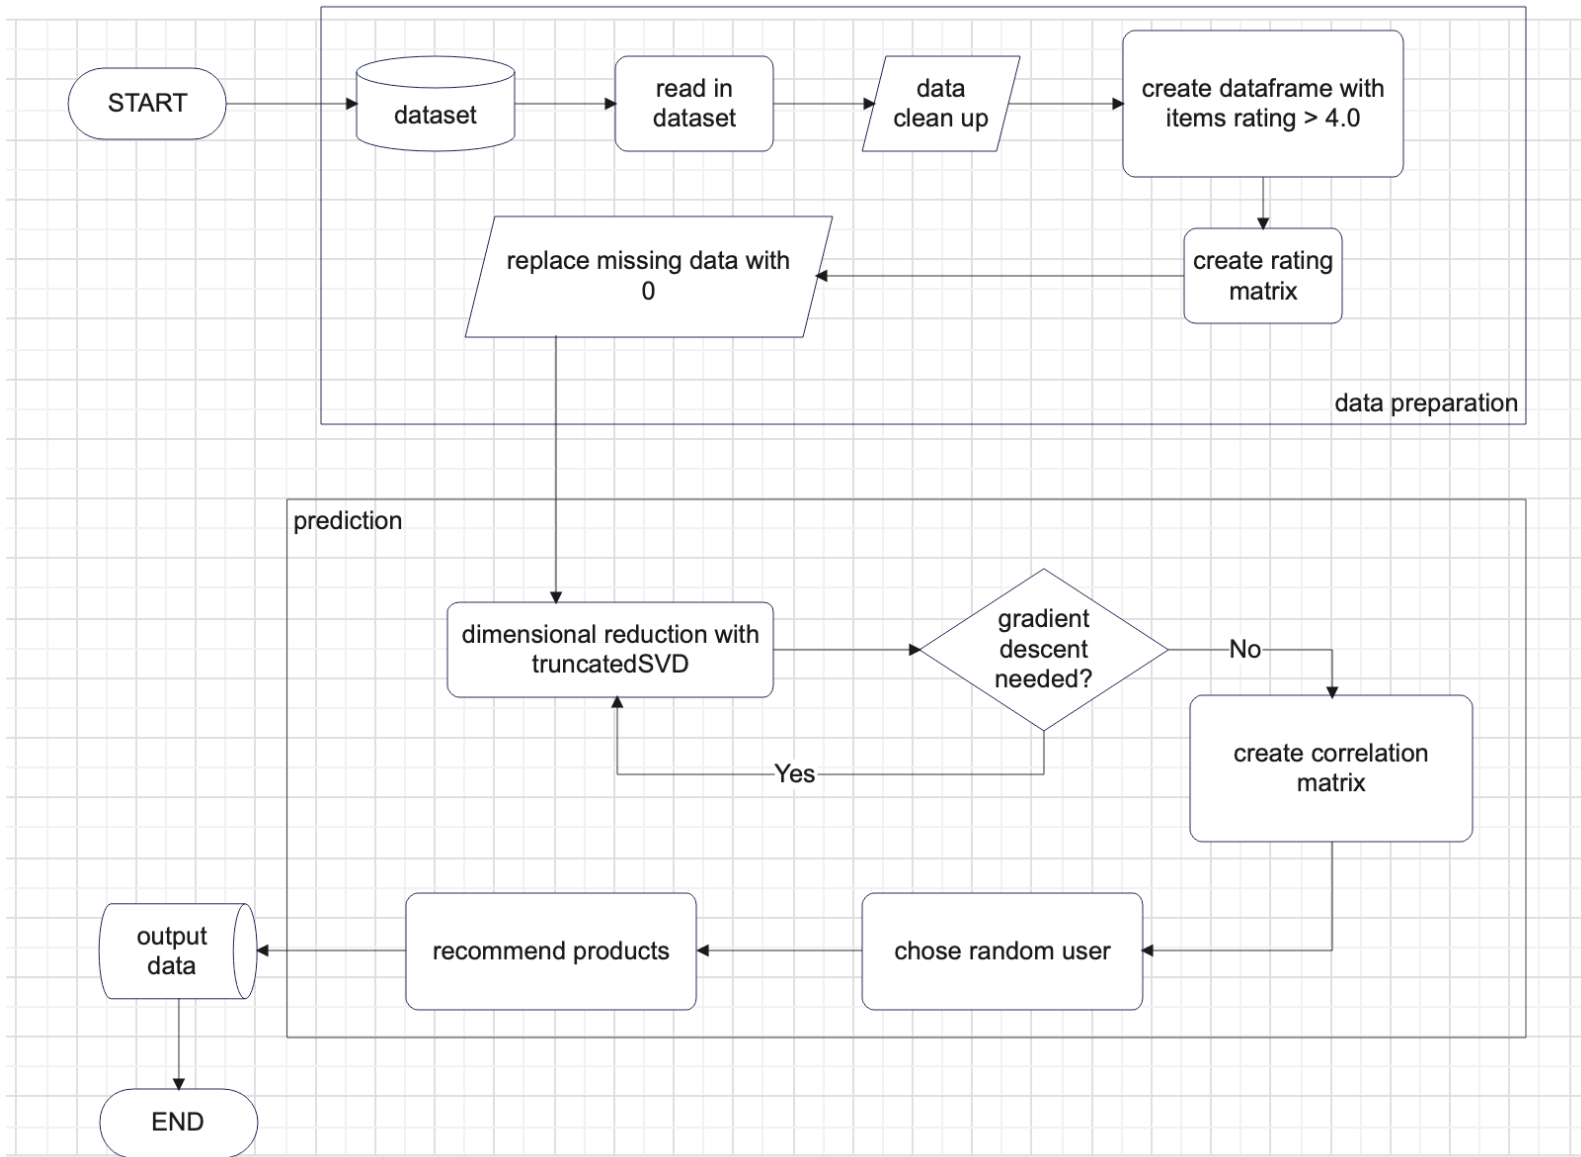 START
dataset
read in
dataset
data
clean up
create dataframe with
items rating > 4.0
create rating
matrix
replace missing data with
0
data preparation
prediction
dimensional reduction with
truncatedSVD
gradient
descent
needed?
No
Yes
create correlation
matrix
chose random user
recommend products
output
data
END